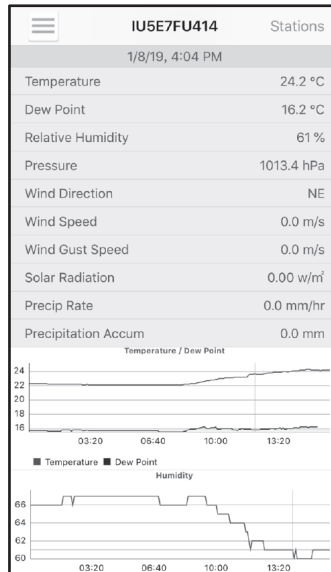 IU5E7FU414 Stations
1/8/19, 4:04 PM
Temperature 24.2 °C
Dew Point 16.2 °C
Relative Humidity 61 %
Pressure 1013.4 hPa
Wind Direction NE
Wind Speed 0.0 m/s
Wind Gust Speed 0.0 m/s
Solar Radiation 0.00 w/m²
Precip Rate 0.0 mm/hr
Precipitation Accum 0.0 mm
Temperature / Dew Point
24
22
20
18
16
03:20 06:40 10:00 13:20
Temperature Dew Point
Humidity
66
64
62
60
03:20 06:40 10:00 13:20